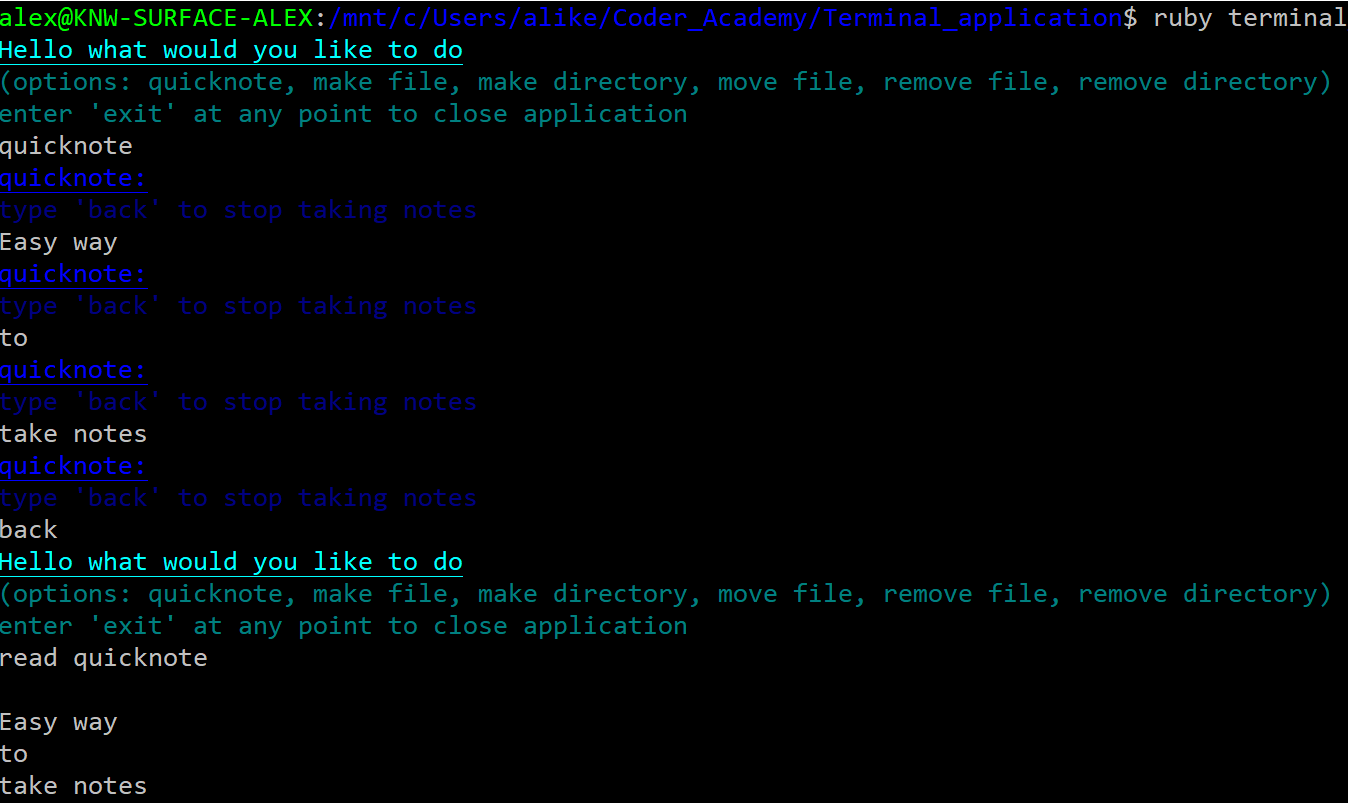 alex@KNW-SURFACE-ALEX:/mnt/c/Users/alike/Coder_Academy/Terminal_application$ ruby terminal
Hello what would you like to do
(options: quicknote, make file, make directory, move file, remove file, remove directory)
enter 'exit' at any point to close application
quicknote
quicknote:
type 'back' to stop taking notes
Easy way
quicknote:
type 'back' to stop taking notes
to
quicknote:
type 'back' to stop taking notes
take notes
quicknote:
type 'back' to stop taking notes
back
Hello what would you like to do
(options: quicknote, make file, make directory, move file, remove file, remove directory)
enter 'exit' at any point to close application
read quicknote
Easy way
to
take notes